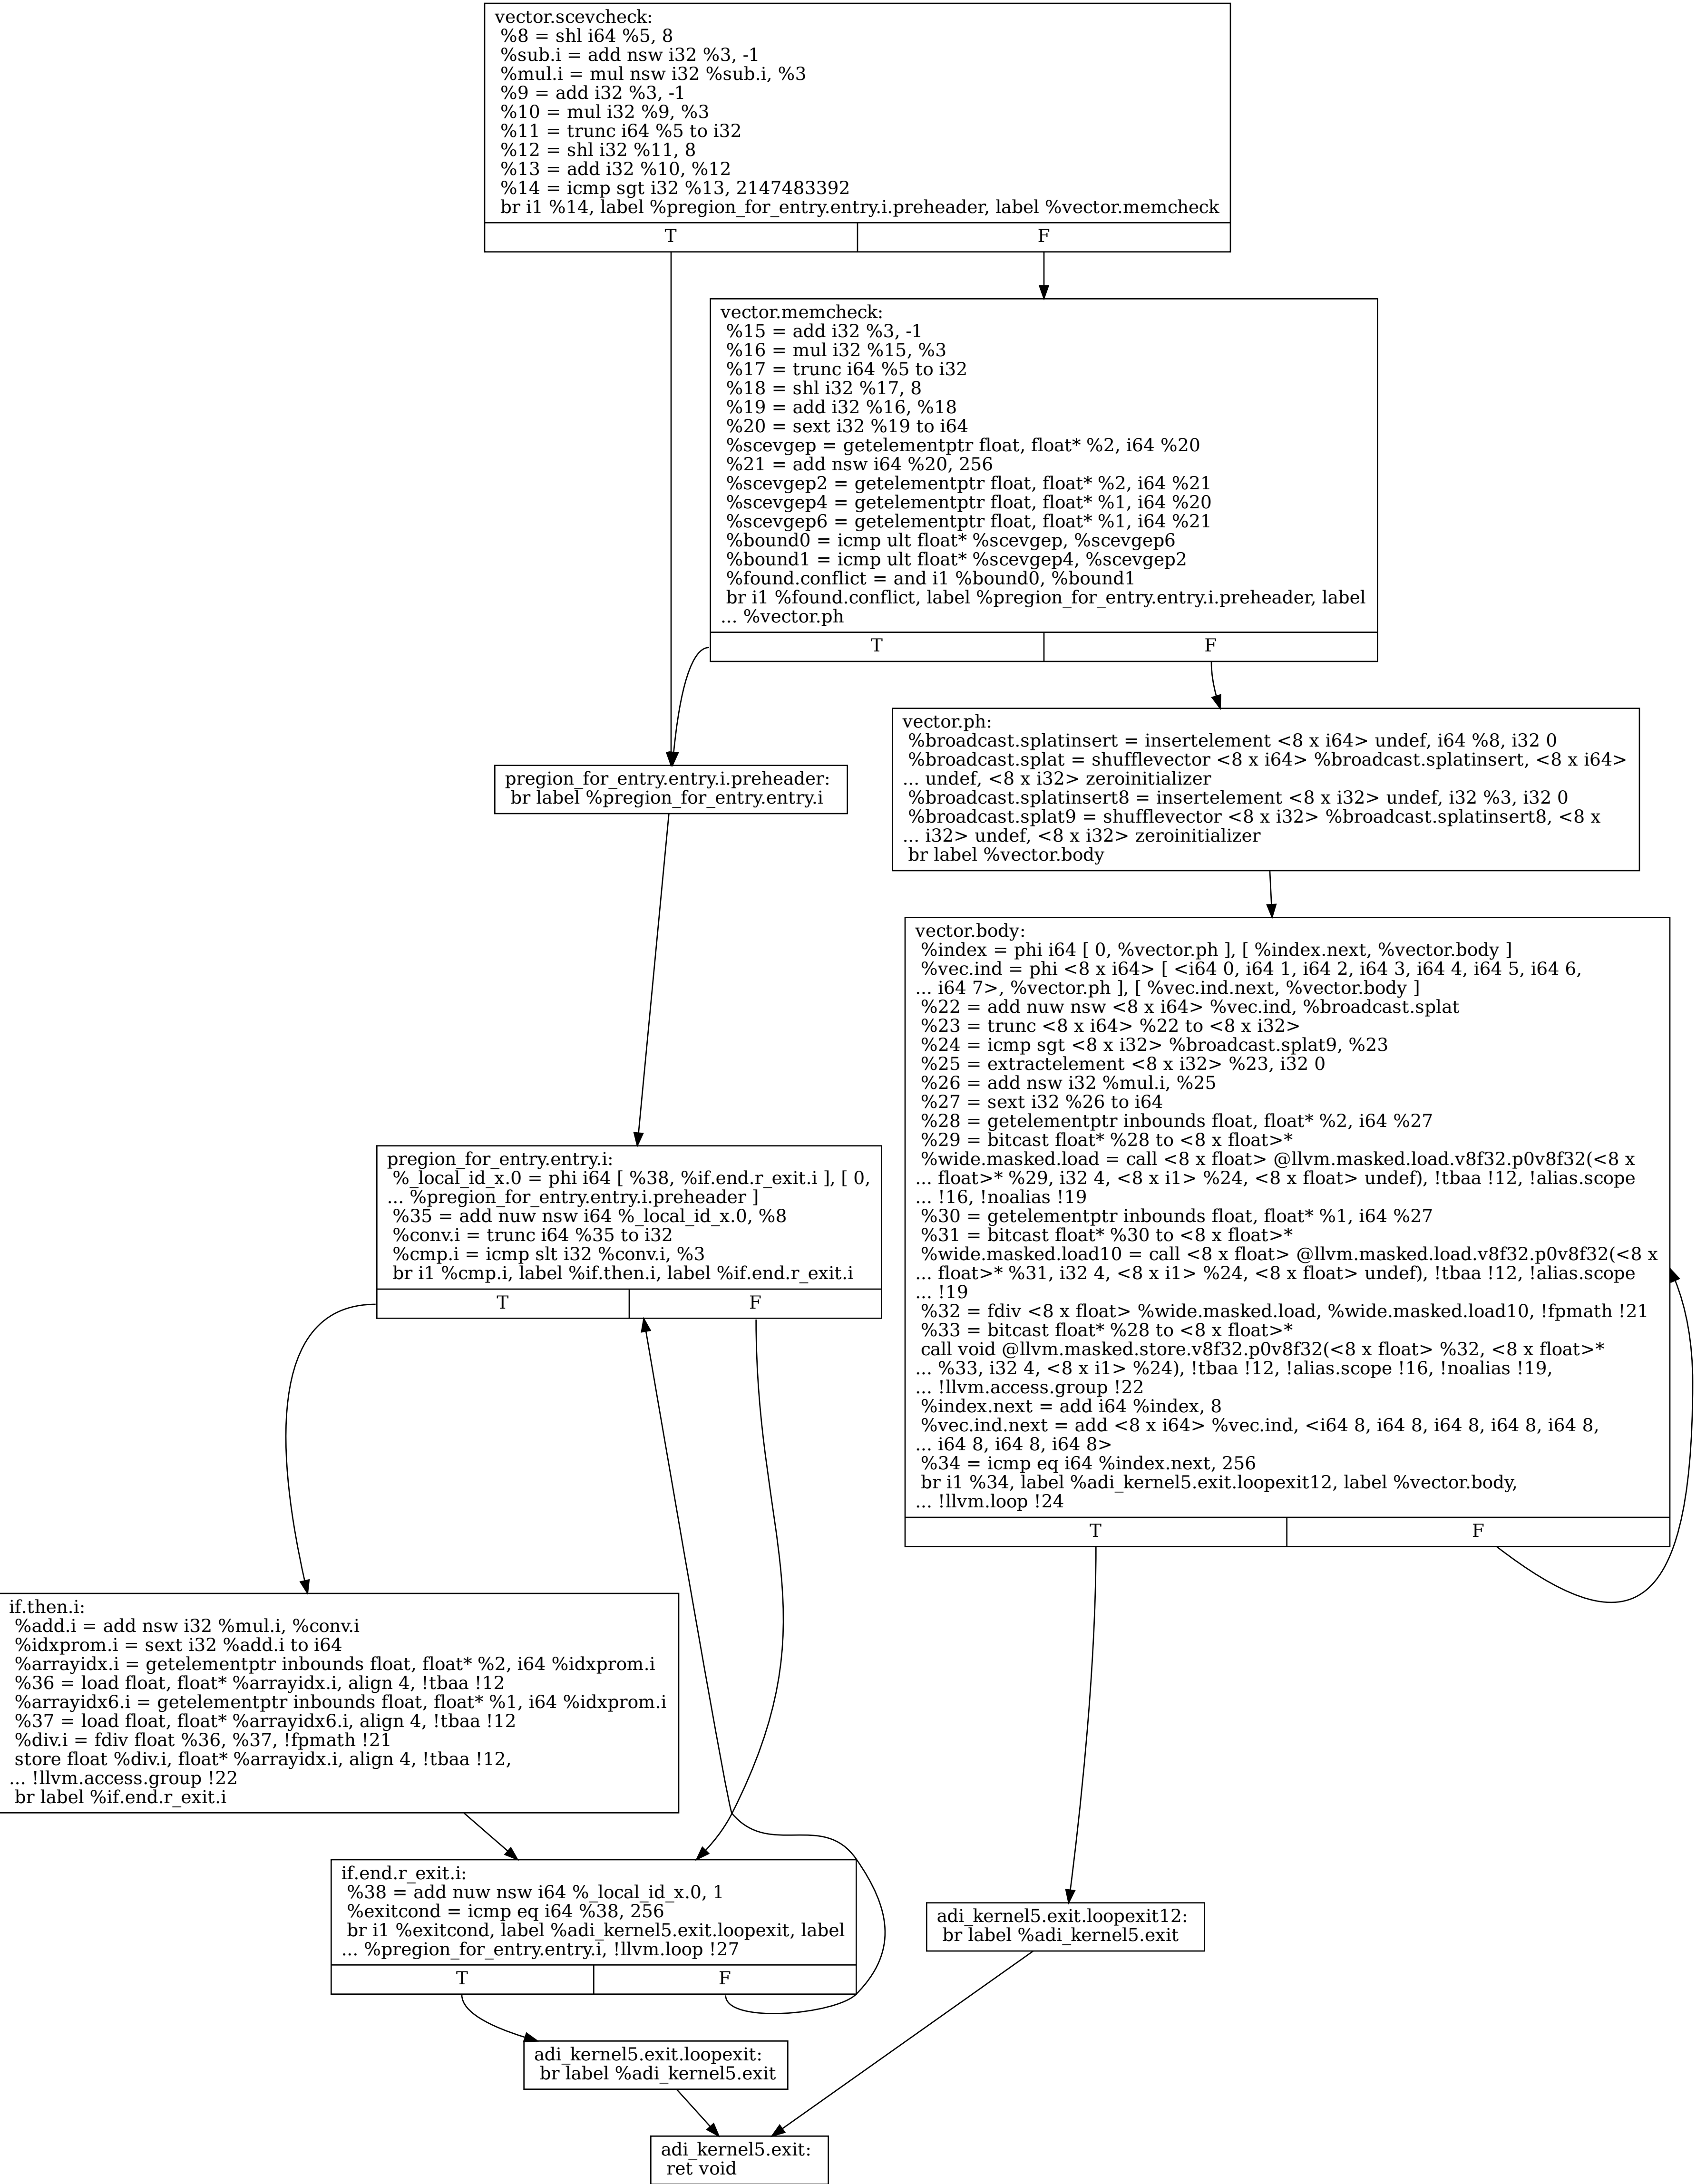 vector.scevcheck:
%8 = shl i64 %5, 8
%sub.i = add nsw i32 %3, -1
%mul.i = mul nsw i32 %sub.i, %3
%9 = add i32 %3, -1
%10 = mul i32 %9, %3
%11 = trunc i64 %5 to i32
%12 = shl i32 %11, 8
%13 = add i32 %10, %12
%14 = icmp sgt i32 %13, 2147483392
br i1 %14, label %pregion_for_entry.entry.i.preheader, label %vector.memcheck
T
F
vector.memcheck:
%15 = add i32 %3, -1
%16 = mul i32 %15, %3
%17 = trunc i64 %5 to i32
%18 = shl i32 %17, 8
%19 = add i32 %16, %18
%20 = sext i32 %19 to i64
%scevgep = getelementptr float, float* %2, i64 %20
%21 = add nsw i64 %20, 256
%scevgep2 = getelementptr float, float* %2, i64 %21
%scevgep4 = getelementptr float, float* %1, i64 %20
%scevgep6 = getelementptr float, float* %1, i64 %21
%bound0 = icmp ult float* %scevgep, %scevgep6
%bound1 = icmp ult float* %scevgep4, %scevgep2
%found.conflict = and i1 %bound0, %bound1
br i1 %found.conflict, label %pregion_for_entry.entry.i.preheader, label
... %vector.ph
T
F
vector.ph:
%broadcast.splatinsert = insertelement <8 x i64> undef, i64 %8, i32 0
%broadcast.splat = shufflevector <8 x i64> %broadcast.splatinsert, <8 x i64>
... undef, <8 x i32> zeroinitializer
%broadcast.splatinsert8 = insertelement <8 x i32> undef, i32 %3, i32 0
%broadcast.splat9 = shufflevector <8 x i32> %broadcast.splatinsert8, <8 x
... i32> undef, <8 x i32> zeroinitializer
br label %vector.body
pregion_for_entry.entry.i.preheader:
br label %pregion_for_entry.entry.i
vector.body:
%index = phi i64 [ 0, %vector.ph ], [ %index.next, %vector.body ]
%vec.ind = phi <8 x i64> [ <i64 0, i64 1, i64 2, i64 3, i64 4, i64 5, i64 6,
... i64 7>, %vector.ph ], [ %vec.ind.next, %vector.body ]
%22 = add nuw nsw <8 x i64> %vec.ind, %broadcast.splat
%23 = trunc <8 x i64> %22 to <8 x i32>
%24 = icmp sgt <8 x i32> %broadcast.splat9, %23
%25 = extractelement <8 x i32> %23, i32 0
%26 = add nsw i32 %mul.i, %25
%27 = sext i32 %26 to i64
%28 = getelementptr inbounds float, float* %2, i64 %27
%29 = bitcast float* %28 to <8 x float>*
%wide.masked.load = call <8 x float> @llvm.masked.load.v8f32.p0v8f32(<8 x
... float>* %29, i32 4, <8 x i1> %24, <8 x float> undef), !tbaa !12, !alias.scope
... !16, !noalias !19
%30 = getelementptr inbounds float, float* %1, i64 %27
%31 = bitcast float* %30 to <8 x float>*
%wide.masked.load10 = call <8 x float> @llvm.masked.load.v8f32.p0v8f32(<8 x
... float>* %31, i32 4, <8 x i1> %24, <8 x float> undef), !tbaa !12, !alias.scope
... !19
%32 = fdiv <8 x float> %wide.masked.load, %wide.masked.load10, !fpmath !21
%33 = bitcast float* %28 to <8 x float>*
call void @llvm.masked.store.v8f32.p0v8f32(<8 x float> %32, <8 x float>*
... %33, i32 4, <8 x i1> %24), !tbaa !12, !alias.scope !16, !noalias !19,
... !llvm.access.group !22
%index.next = add i64 %index, 8
%vec.ind.next = add <8 x i64> %vec.ind, <i64 8, i64 8, i64 8, i64 8, i64 8,
... i64 8, i64 8, i64 8>
%34 = icmp eq i64 %index.next, 256
br i1 %34, label %adi_kernel5.exit.loopexit12, label %vector.body,
... !llvm.loop !24
T
F
pregion_for_entry.entry.i:
%_local_id_x.0 = phi i64 [ %38, %if.end.r_exit.i ], [ 0,
... %pregion_for_entry.entry.i.preheader ]
%35 = add nuw nsw i64 %_local_id_x.0, %8
%conv.i = trunc i64 %35 to i32
%cmp.i = icmp slt i32 %conv.i, %3
br i1 %cmp.i, label %if.then.i, label %if.end.r_exit.i
T
F
if.then.i:
%add.i = add nsw i32 %mul.i, %conv.i
%idxprom.i = sext i32 %add.i to i64
%arrayidx.i = getelementptr inbounds float, float* %2, i64 %idxprom.i
%36 = load float, float* %arrayidx.i, align 4, !tbaa !12
%arrayidx6.i = getelementptr inbounds float, float* %1, i64 %idxprom.i
%37 = load float, float* %arrayidx6.i, align 4, !tbaa !12
%div.i = fdiv float %36, %37, !fpmath !21
store float %div.i, float* %arrayidx.i, align 4, !tbaa !12,
... !llvm.access.group !22
br label %if.end.r_exit.i
if.end.r_exit.i:
%38 = add nuw nsw i64 %_local_id_x.0, 1
%exitcond = icmp eq i64 %38, 256
br i1 %exitcond, label %adi_kernel5.exit.loopexit, label
... %pregion_for_entry.entry.i, !llvm.loop !27
T
F
adi_kernel5.exit.loopexit12:
br label %adi_kernel5.exit
adi_kernel5.exit.loopexit:
br label %adi_kernel5.exit
adi_kernel5.exit:
ret void